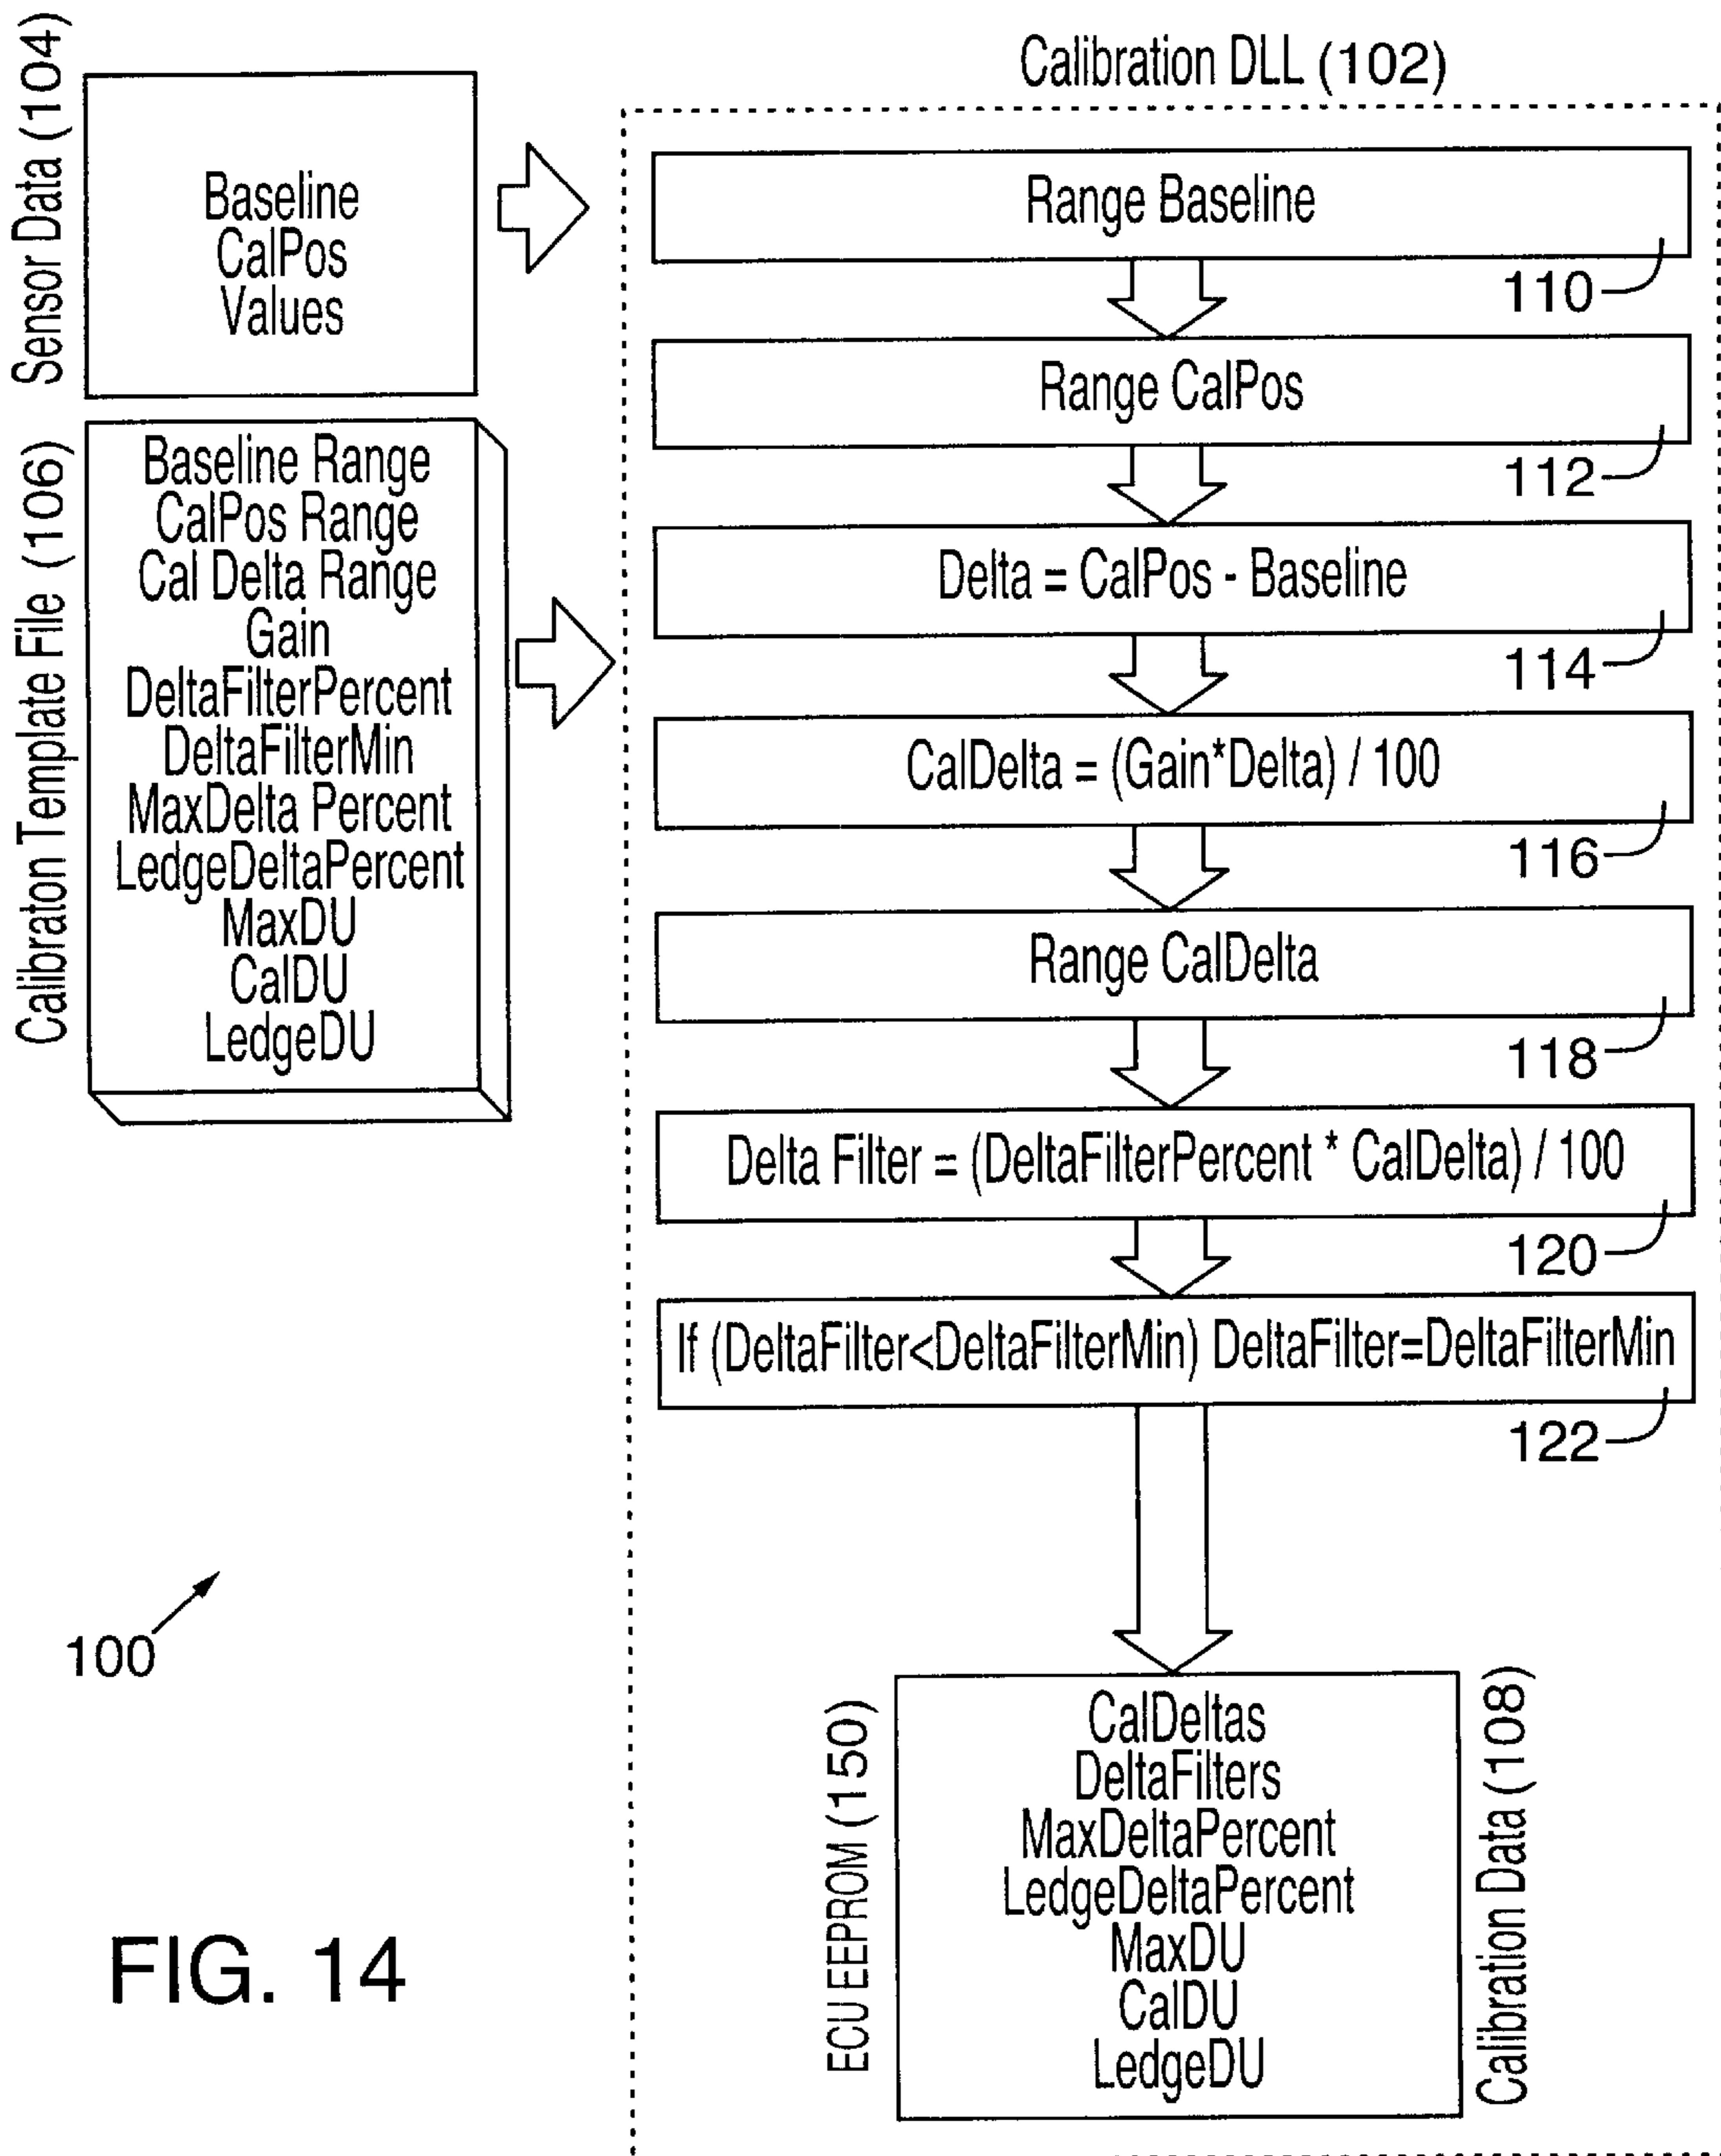 Sensor Data (104)
Baseline
CalPos
Values
Calibraton Template File (106)
Baseline Range
CalPos Range
Cal Delta Range
Gain
DeltaFilterPercent
DeltaFilterMin
MaxDelta Percent
LedgeDeltaPercent
MaxDU
CalDU
LedgeDU
Calibration DLL (102)
Range Baseline
110
Range CalPos
112
Delta = CalPos - Baseline
114
CalDelta = (Gain*Delta) / 100
116
Range CalDelta
118
Delta Filter = (DeltaFilterPercent * CalDelta) / 100
120
If (DeltaFilter<DeltaFilterMin) DeltaFilter=DeltaFilterMin
122
ECU EEPROM (150)
CalDeltas
DeltaFilters
MaxDeltaPercent
LedgeDeltaPercent
MaxDU
CalDU
LedgeDU
Calibration Data (108)
100
FIG. 14